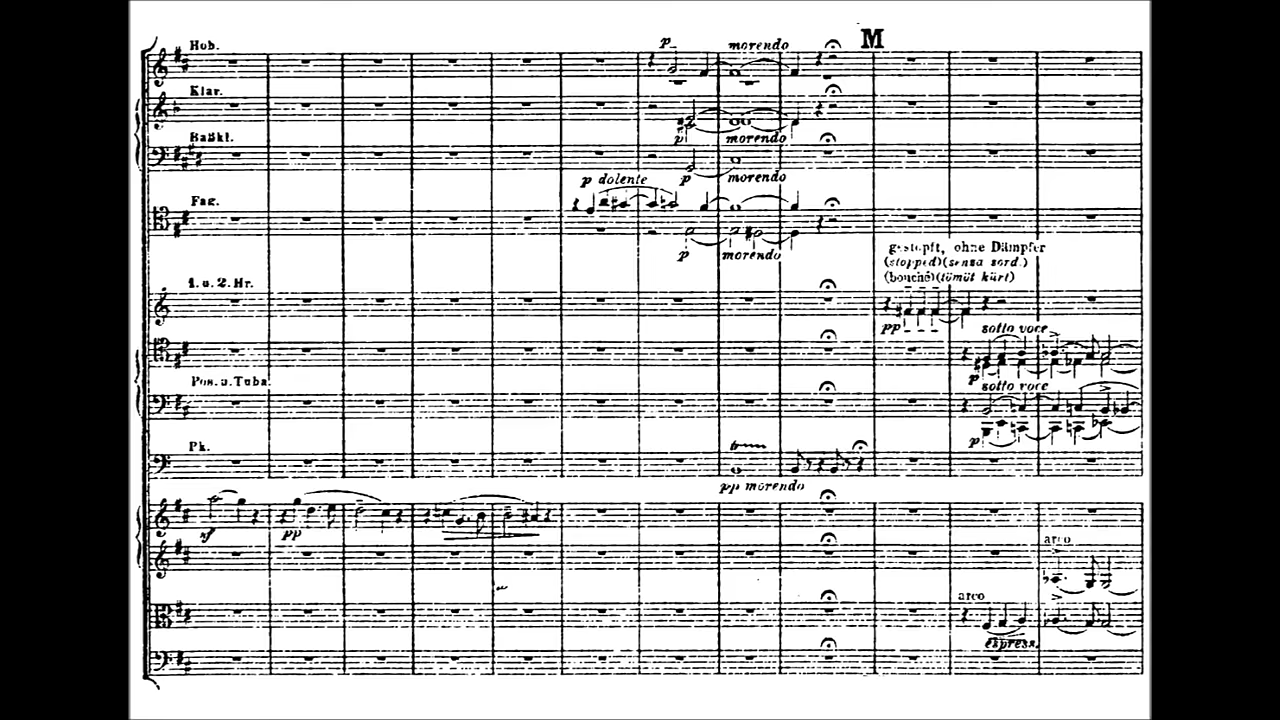 M
Hob.
p
morendo
Klar.
p
morendo
Baßkl.
p
morendo
p dolente
Fag.
p
morendo
gestopft, ohne Dämpfer
(stopped)(senza sord.)
(bouché)(tömöt kürt)
1. u. 2. Hr.
pp
sotto voce
p
Pos. u. Tuba
sotto voce
p
Pk.
pp morendo
sf
pp
arco
arco
espress.